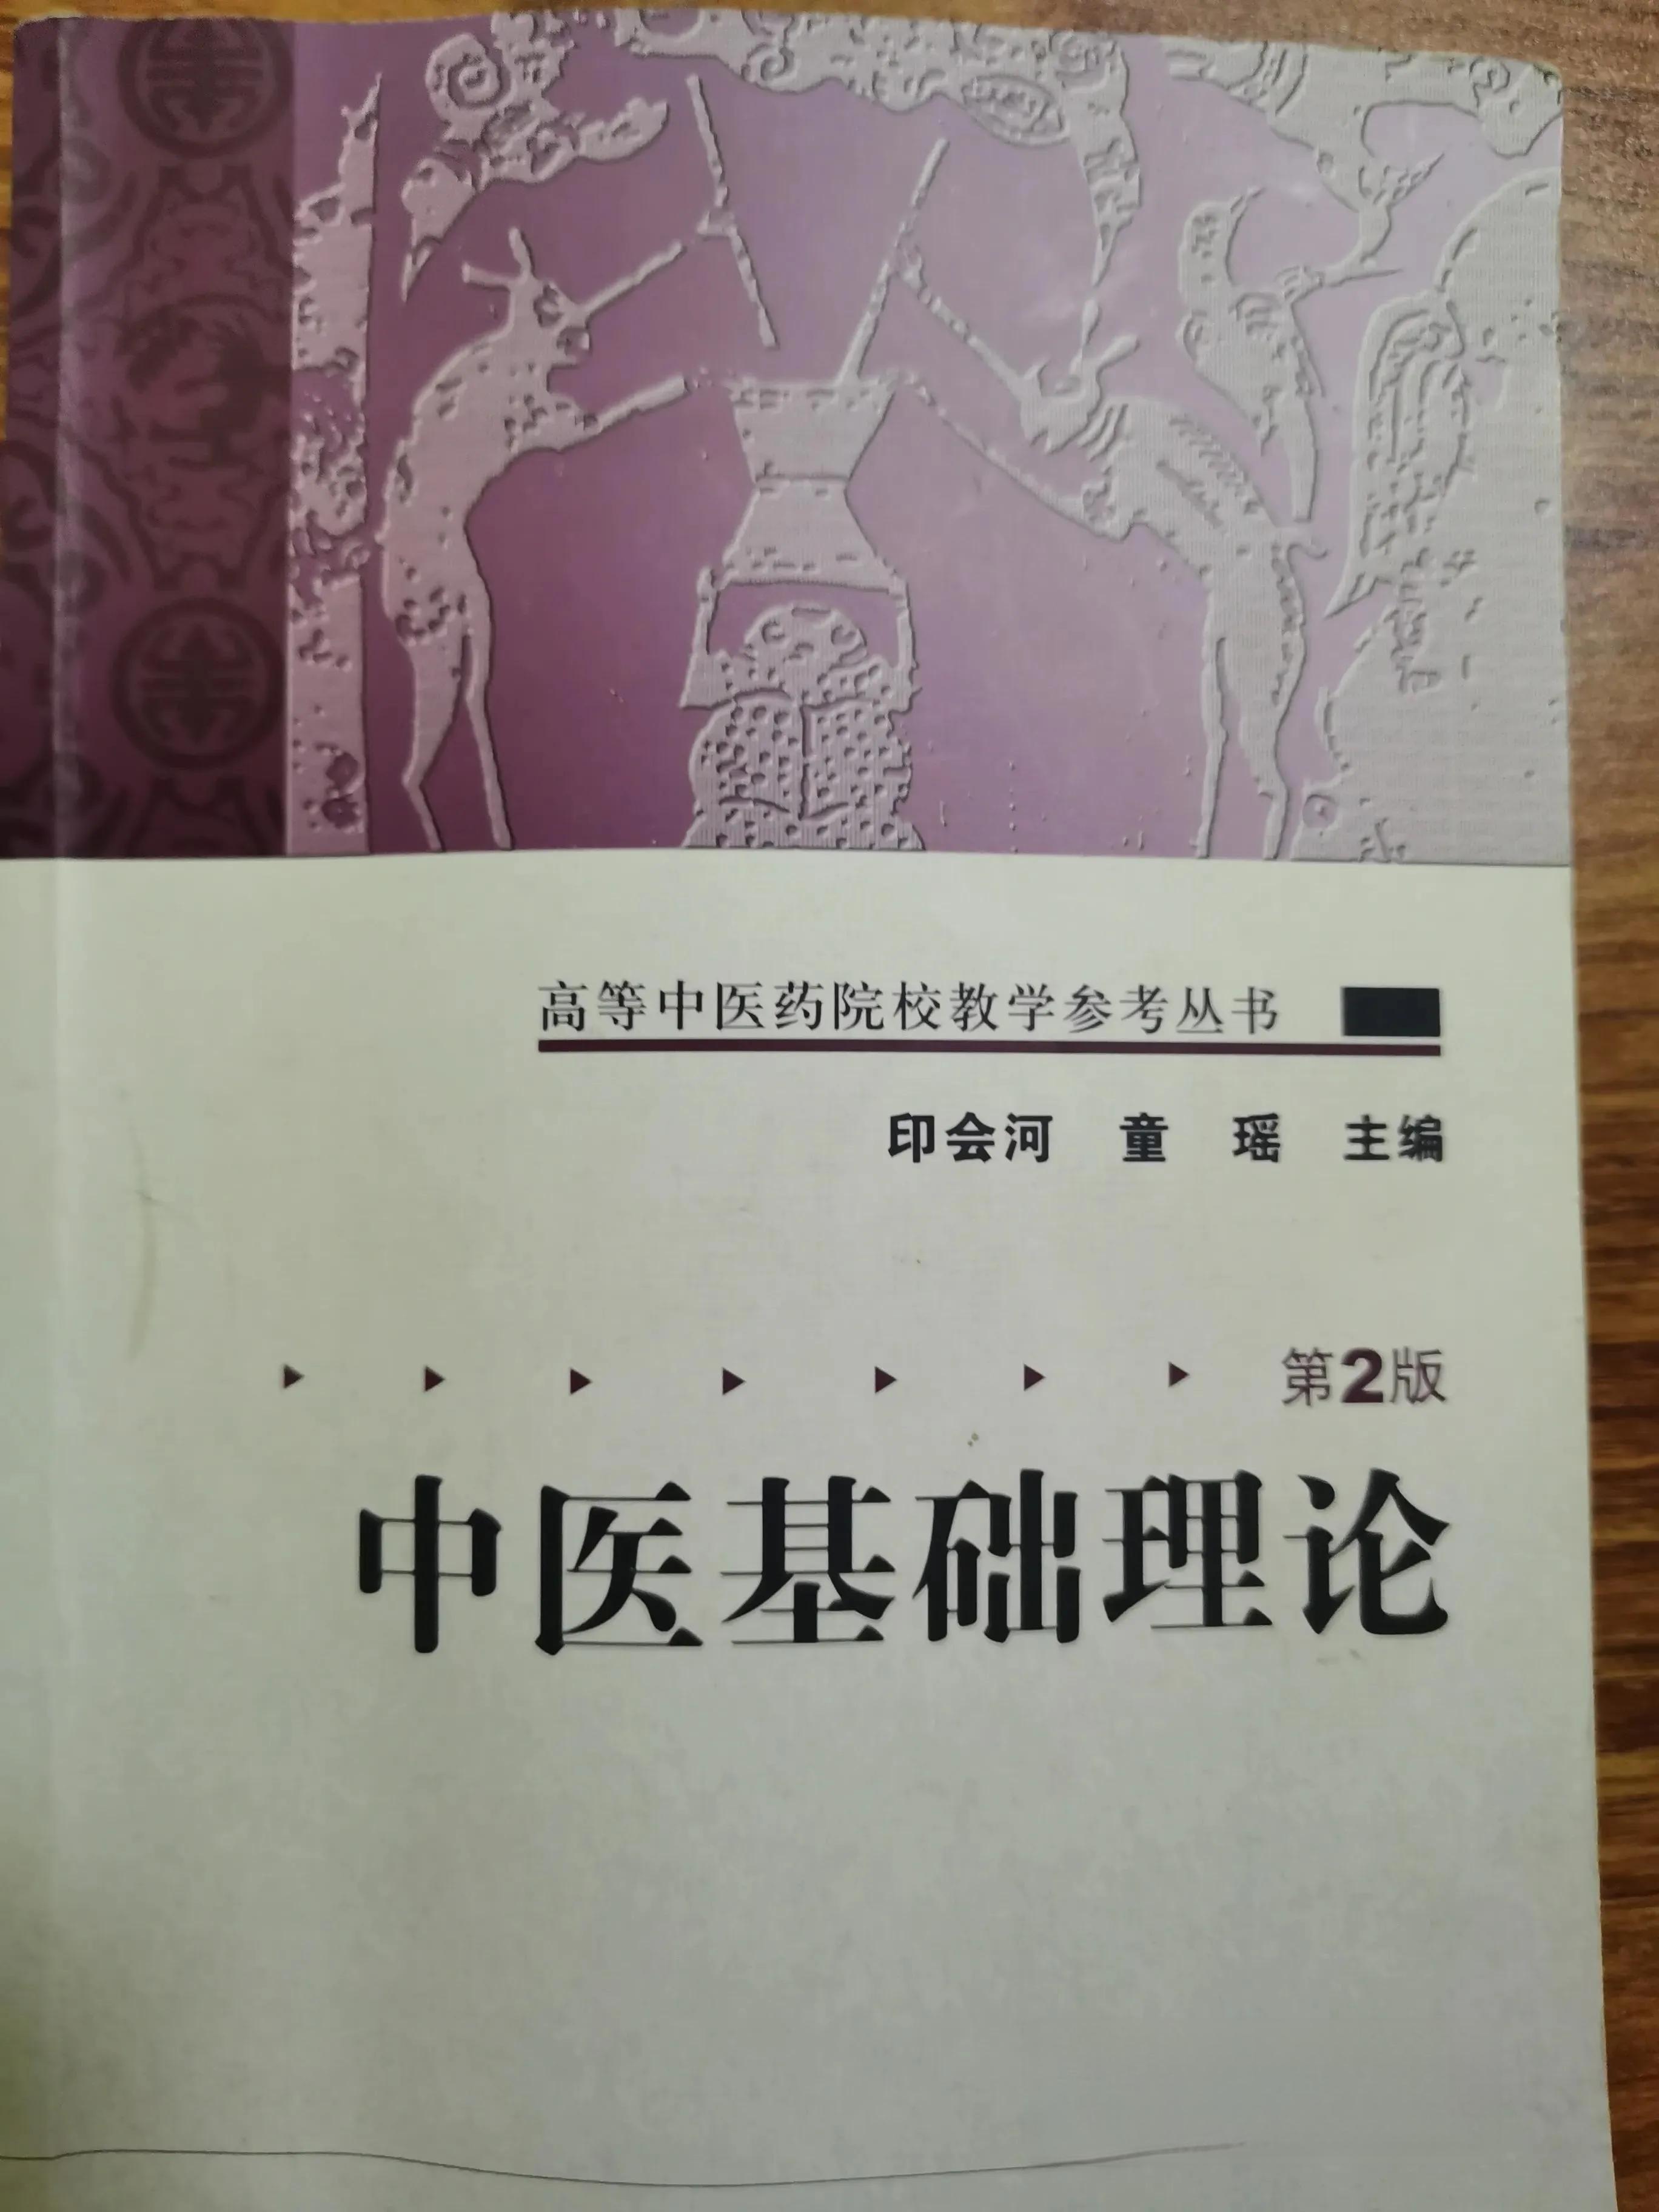 高等中医药院校教学参考丛书
印会河 童 瑶 主编
第2版
中医基础理论